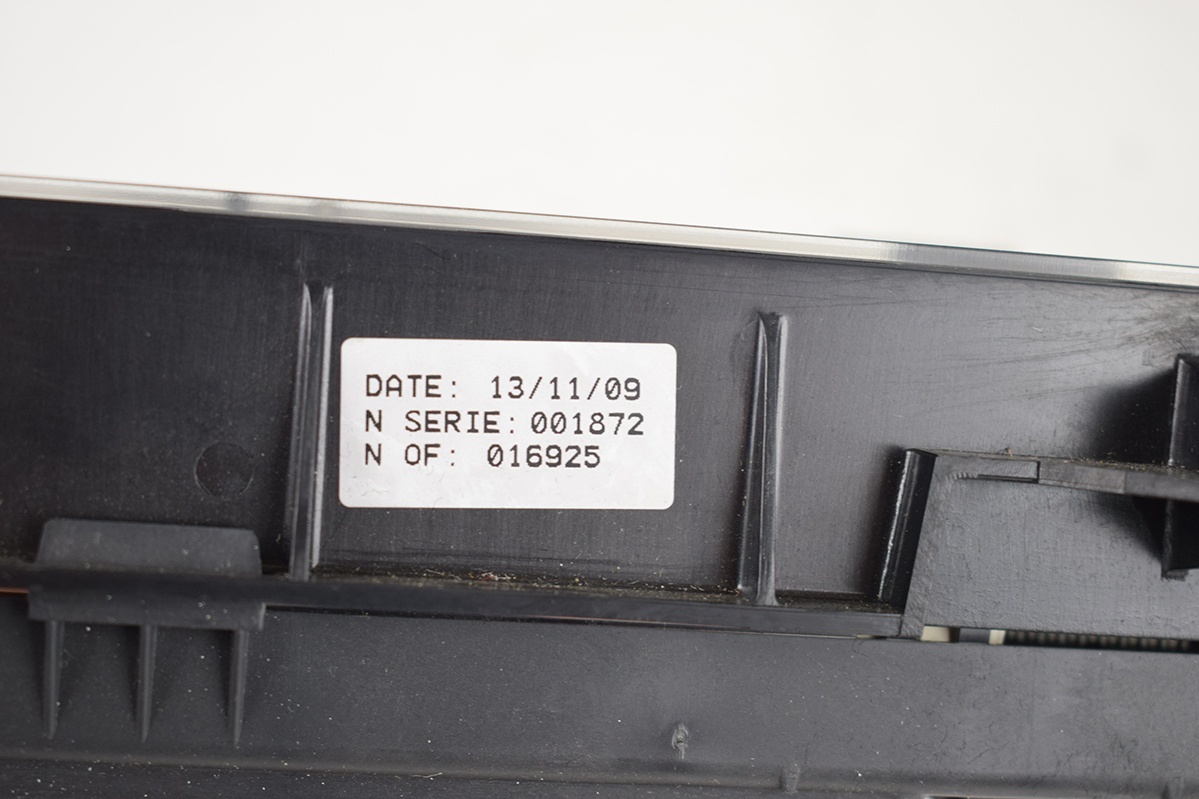 DATE: 13/11/09
N SERIE: 001872
N OF: 016925